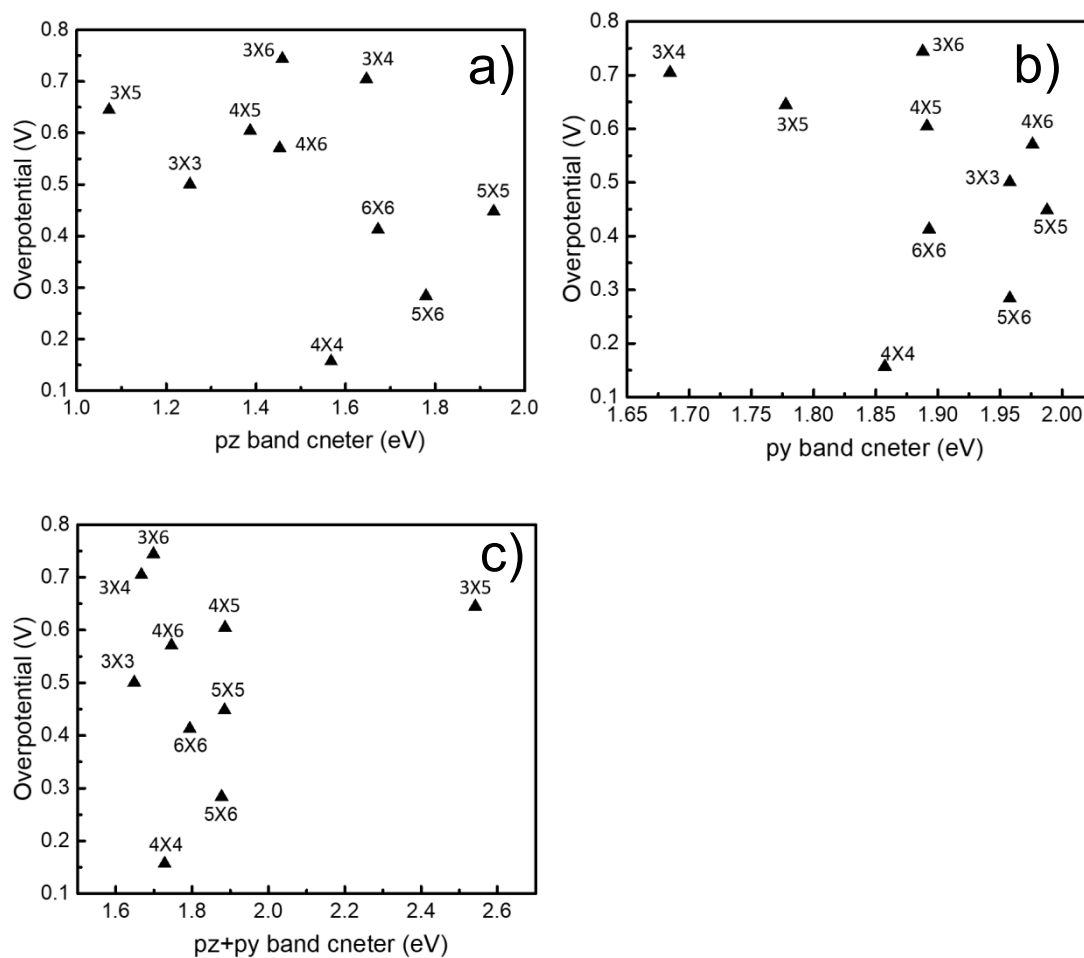 a)
0.8
0.7
0.6
0.5
0.4
0.3
0.2
0.1
Overpotential (V)
3X6
3X4
3X5
4X5
4X6
3X3
5X5
6X6
5X6
4X4
1.0 1.2 1.4 1.6 1.8 2.0
pz band cneter (eV)
b)
0.8
0.7
0.6
0.5
0.4
0.3
0.2
0.1
Overpotential (V)
3X6
3X4
3X5
4X5
4X6
3X3
5X5
6X6
5X6
4X4
1.65 1.70 1.75 1.80 1.85 1.90 1.95 2.00
py band cneter (eV)
c)
0.8
0.7
0.6
0.5
0.4
0.3
0.2
0.1
Overpotential (V)
3X6
3X4
3X5
4X5
4X6
3X3
5X5
6X6
5X6
4X4
1.6 1.8 2.0 2.2 2.4 2.6
pz+py band cneter (eV)